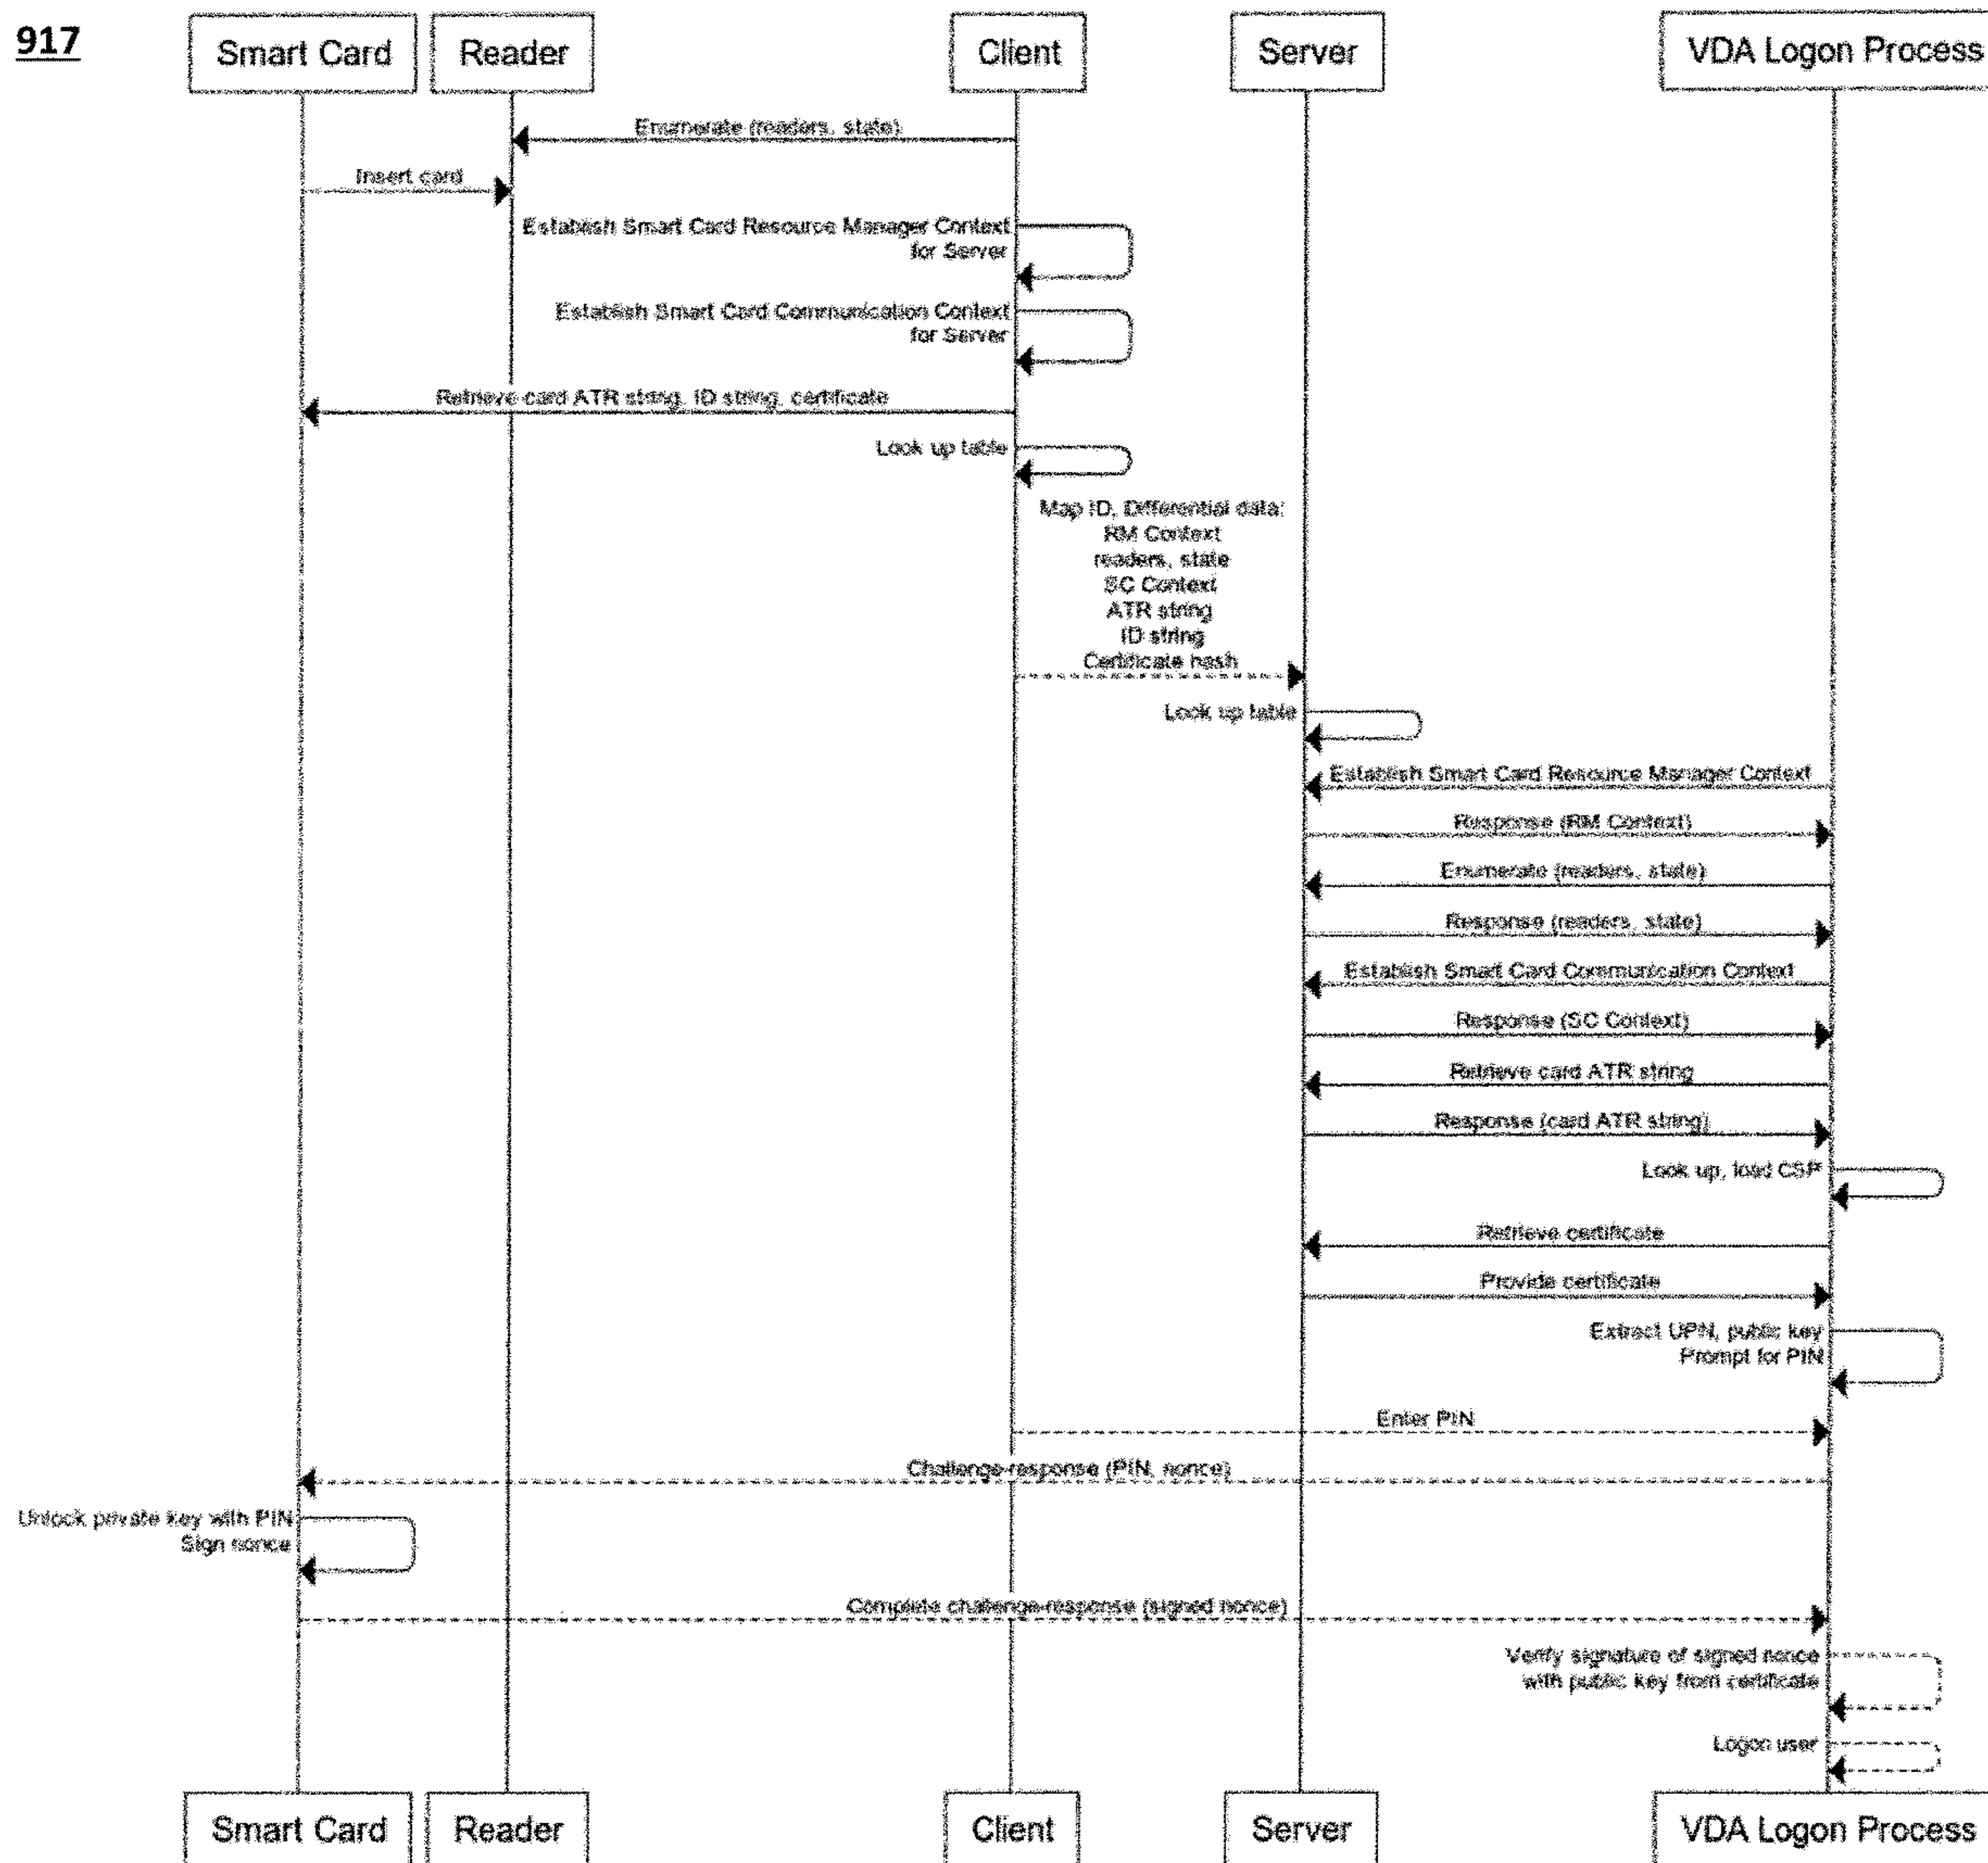 917
Smart Card
Reader
Client
Server
VDA Logon Process
Enumerate (readers, state)
Insert card
Establish Smart Card Resource Manager Context
for Server
Establish Smart Card Communication Context
for Server
Retrieve card ATR string, ID string, certificate
Look up table
Map ID, Differential data:
RM Context
readers, state
SC Context
ATR string
ID string
Certificate hash
Look up table
Establish Smart Card Resource Manager Context
Response (RM Context)
Enumerate (readers, state)
Response (readers, state)
Establish Smart Card Communication Context
Response (SC Context)
Retrieve card ATR string
Response (card ATR string)
Look up, load CSP
Retrieve certificate
Provide certificate
Extract UPN, public key
Prompt for PIN
Enter PIN
Challenge-response (PIN, nonce)
Unlock private key with PIN
Sign nonce
Complete challenge-response (signed nonce)
Verify signature of signed nonce
with public key from certificate
Logon user
Smart Card
Reader
Client
Server
VDA Logon Process